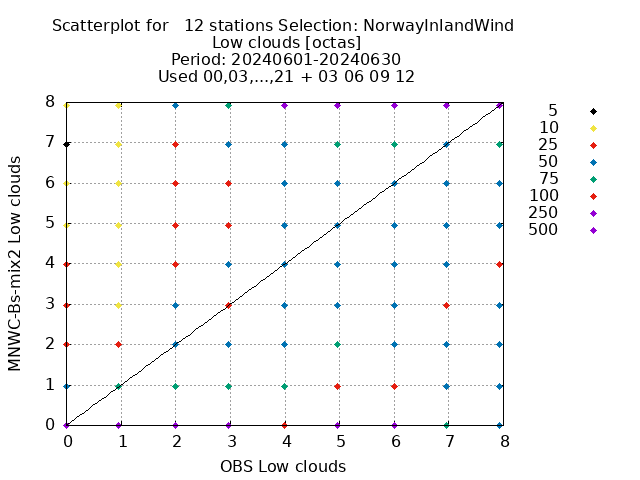 Scatterplot for   12 stations Selection: NorwayInlandWind
Low clouds [octas]
Period: 20240601-20240630
Used 00,03,...,21 + 03 06 09 12
8
7
6
5
4
3
2
1
0
MNWC-Bs-mix2 Low clouds
0 1 2 3 4 5 6 7 8
OBS Low clouds
5
10
25
50
75
100
250
500